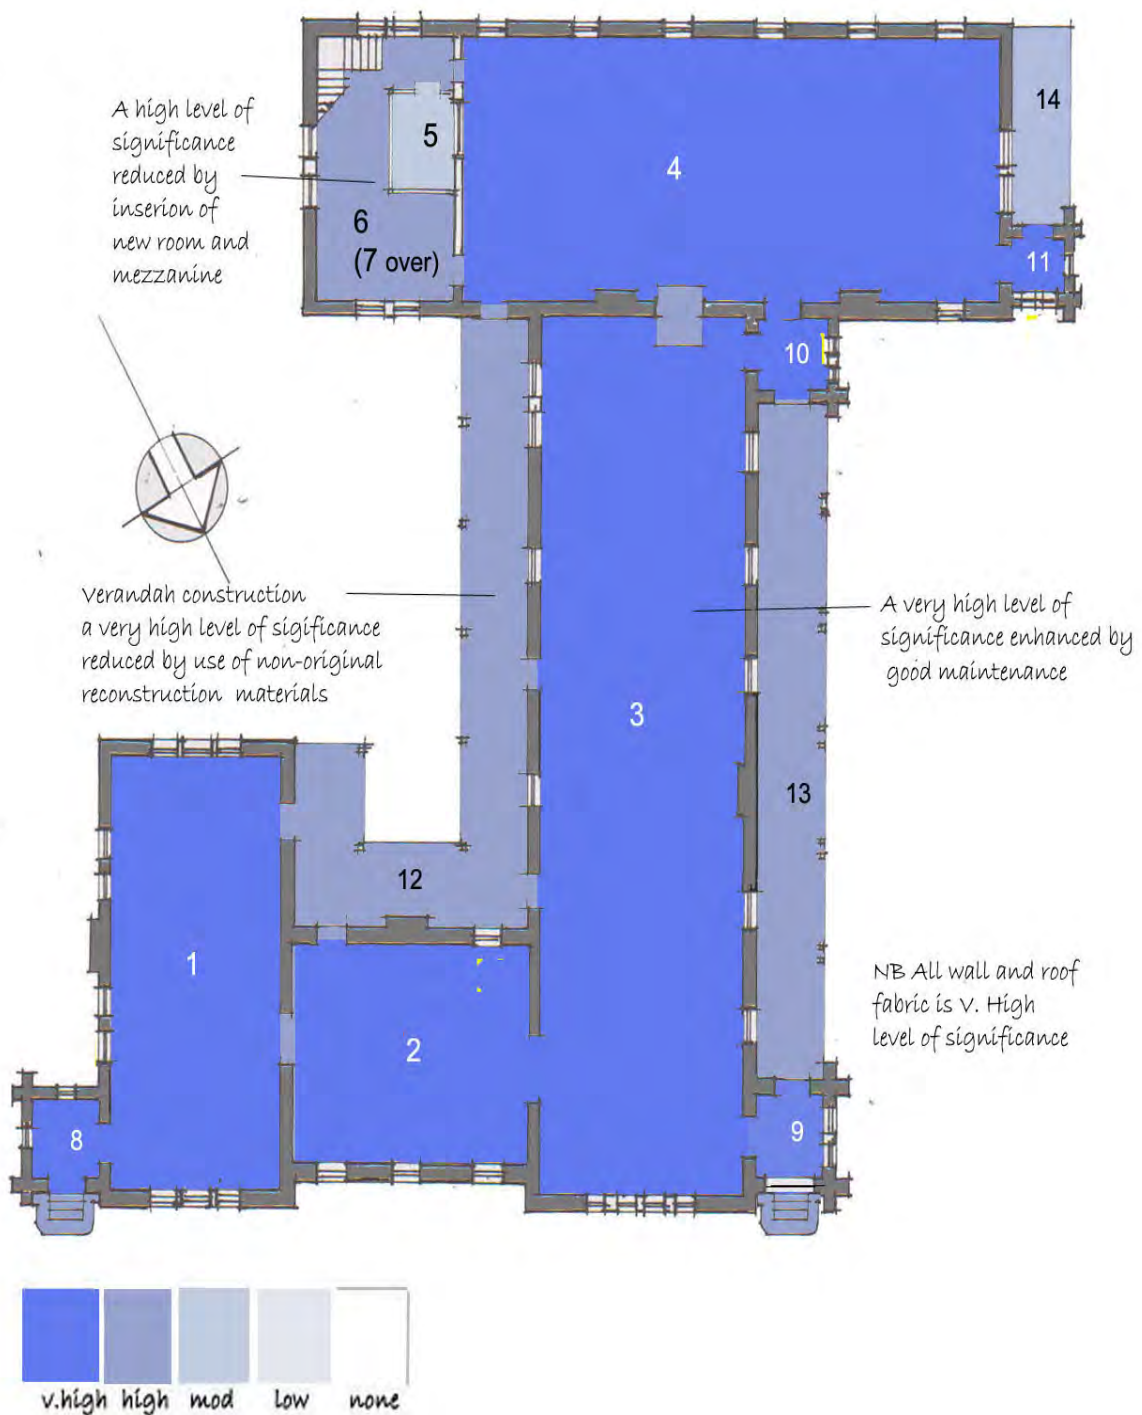 14
A high level of
significance
reduced by
inserion of
new room and
mezzanine
5
4
6
(7 over)
11
10
Verandah construction
a very high level of sigificance
reduced by use of non-original
reconstruction materials
A very high level of
significance enhanced by
good maintenance
3
13
12
1
2
NB All wall and roof
fabric is V. High
level of significance
8
9
v.high high mod low none